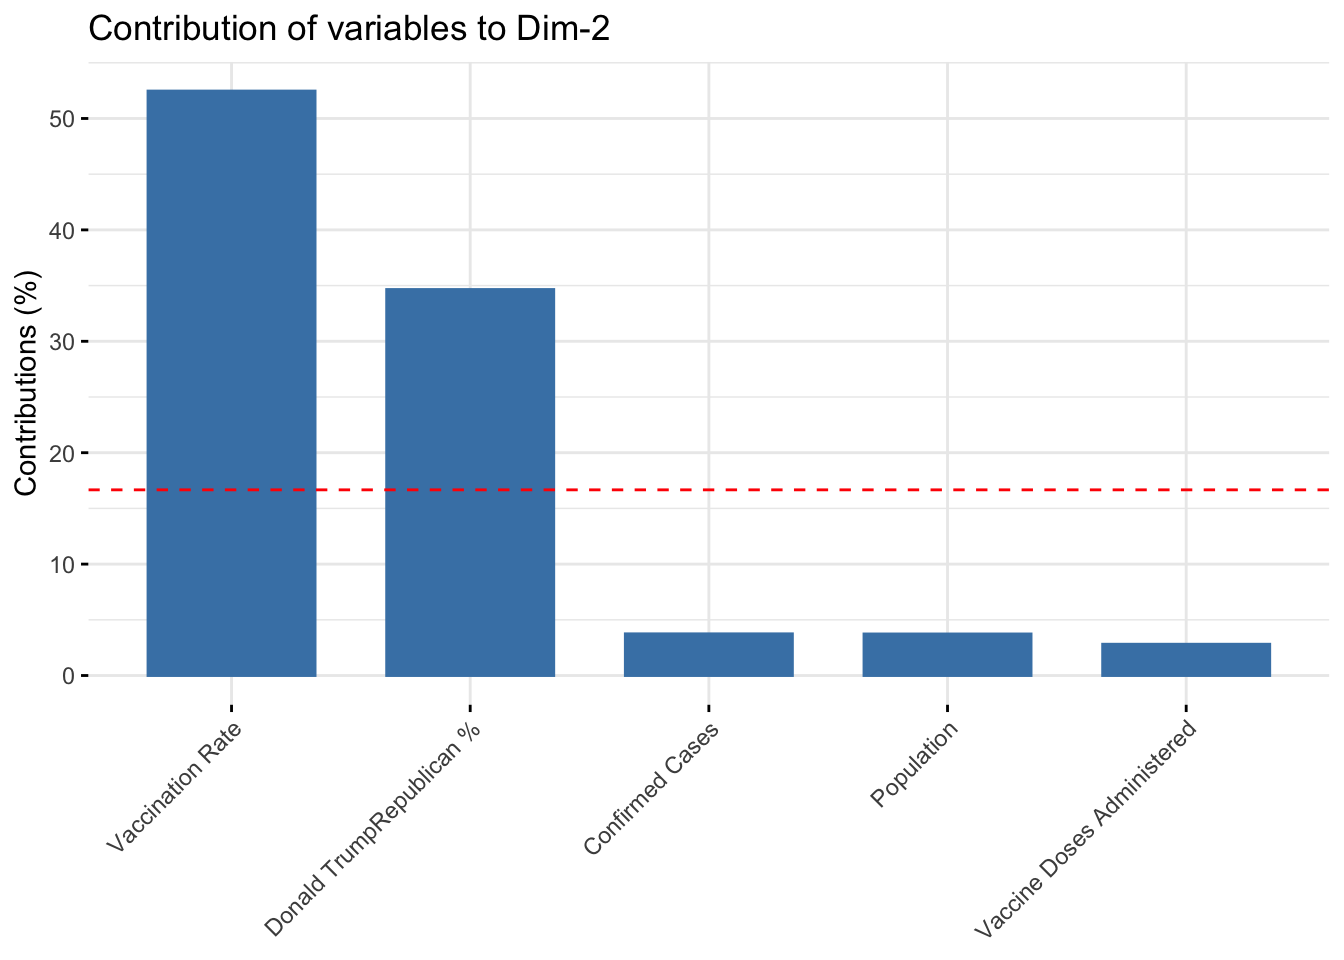 Contribution of variables to Dim-2
Contributions (%)
50
40
30
20
10
0
Vaccination Rate
Donald TrumpRepublican %
Confirmed Cases
Population
Vaccine Doses Administered